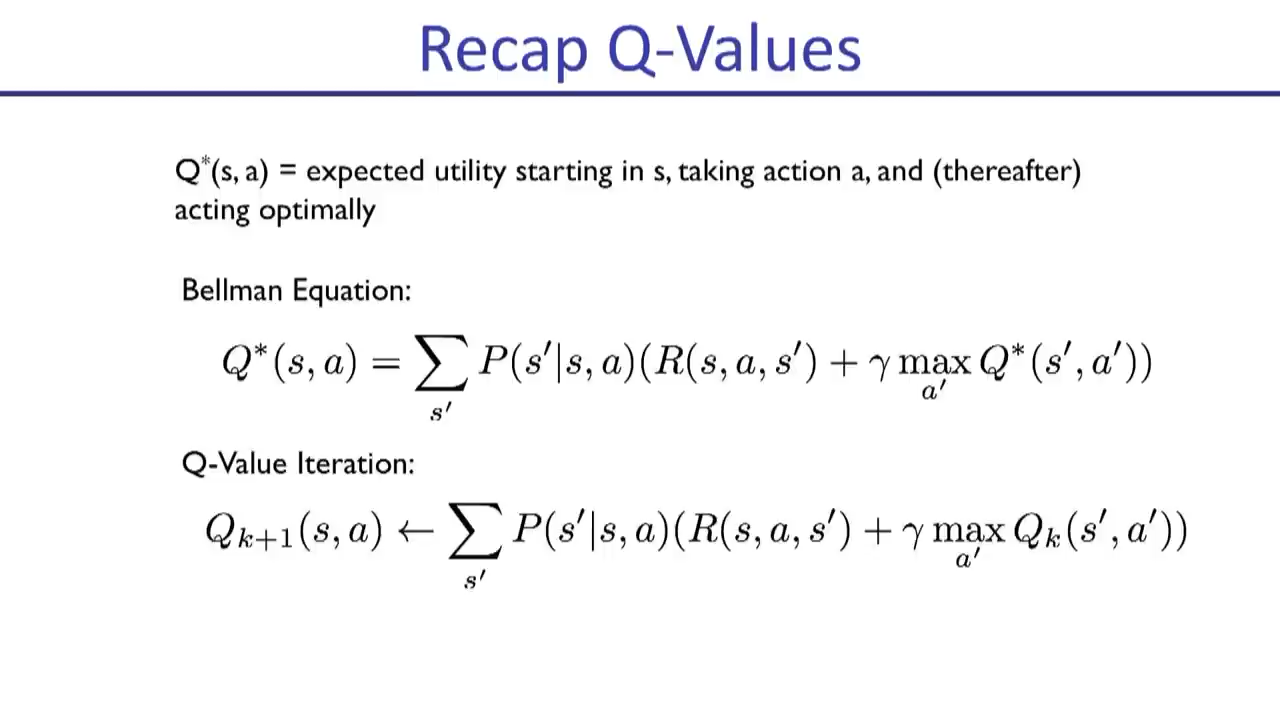 Recap Q-Values
Q*(s, a) = expected utility starting in s, taking action a, and (thereafter)
acting optimally
Bellman Equation:
Q*(s, a) = ∑_{s′} P(s′|s, a)(R(s, a, s′) + γ max_{a′} Q*(s′, a′))
Q-Value Iteration:
Q_{k+1}(s, a) ← ∑_{s′} P(s′|s, a)(R(s, a, s′) + γ max_{a′} Q_k(s′, a′))